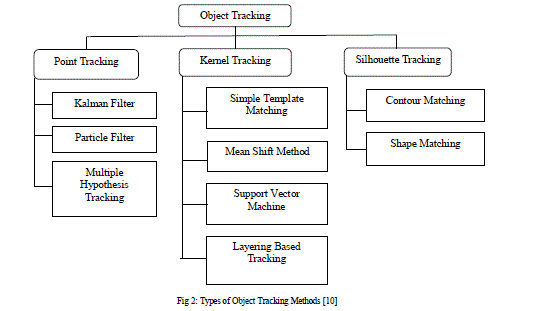 Object Tracking
Point Tracking
Kernel Tracking
Silhouette Tracking
Kalman Filter
Particle Filter
Multiple
Hypothesis
Tracking
Simple Template
Matching
Mean Shift Method
Support Vector
Machine
Layering Based
Tracking
Contour Matching
Shape Matching
Fig 2: Types of Object Tracking Methods [10]